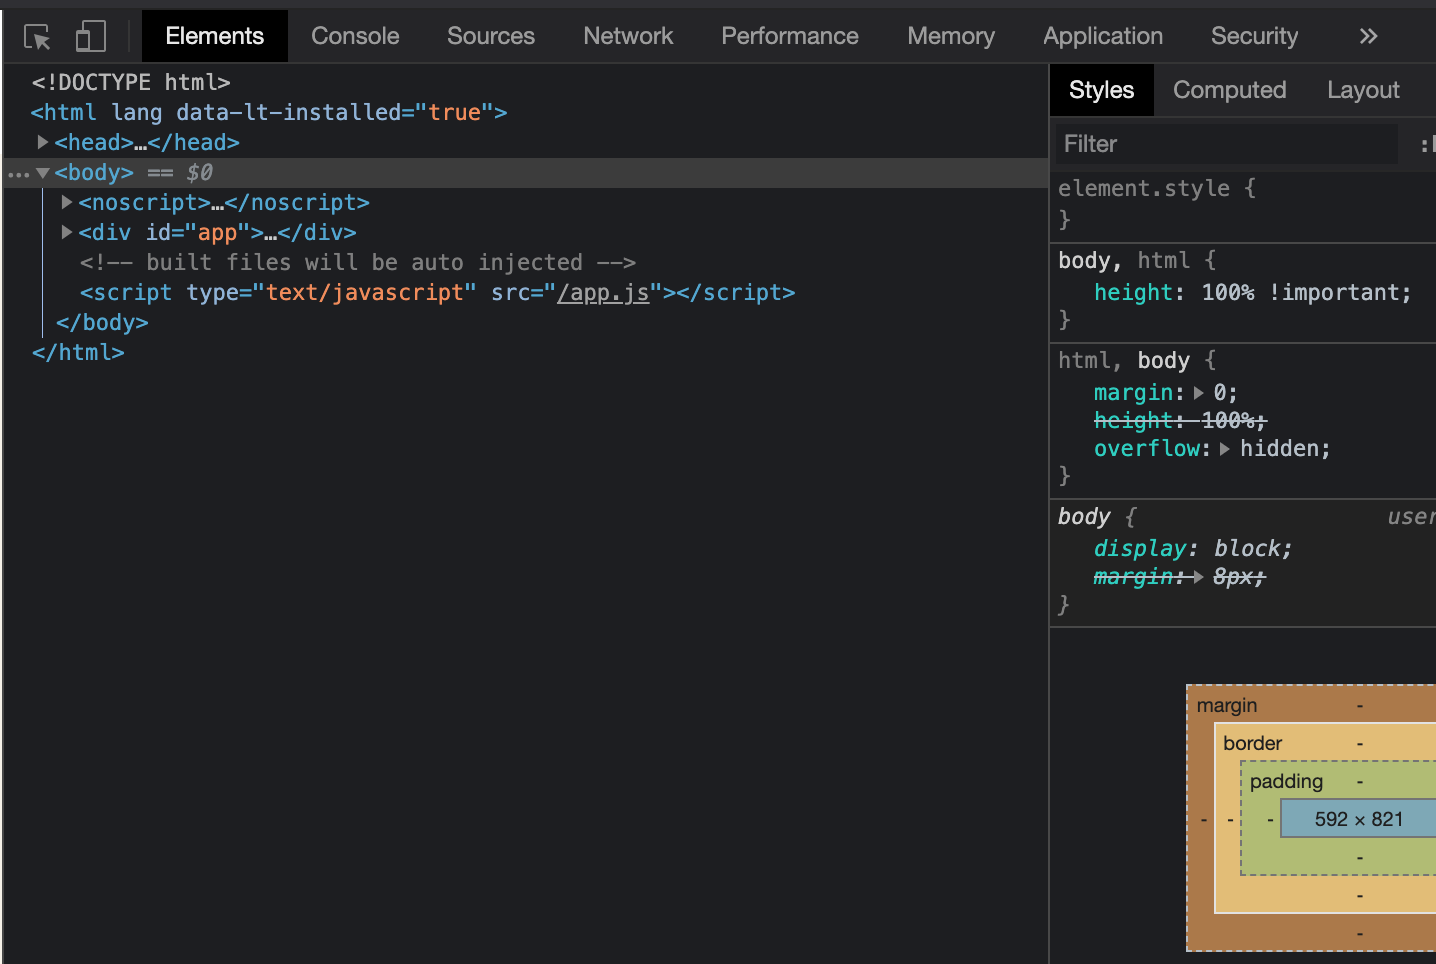 Elements Console Sources Network Performance Memory Application Security »
<!DOCTYPE html>
<html lang data-lt-installed="true">
▶<head>…</head>
…▼<body> == $0
▶<noscript>…</noscript>
▶<div id="app">…</div>
<!-- built files will be auto injected -->
<script type="text/javascript" src="/app.js"></script>
</body>
</html>
Styles Computed Layout
Filter
element.style {
}
body, html {
height: 100% !important;
}
html, body {
margin:▶ 0;
height: 100%;
overflow:▶ hidden;
}
body { user
display: block;
margin:▶ 8px;
}
margin -
border -
padding -
- - - 592 × 821
-
-
-